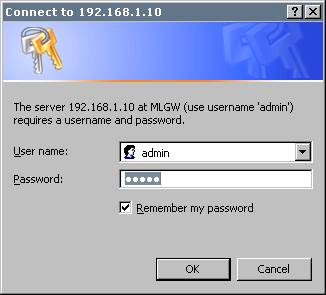 Connect to 192.168.1.10
The server 192.168.1.10 at MLGW (use username 'admin')
requires a username and password.
User name:
admin
Password:
●●●●●
Remember my password
OK
Cancel